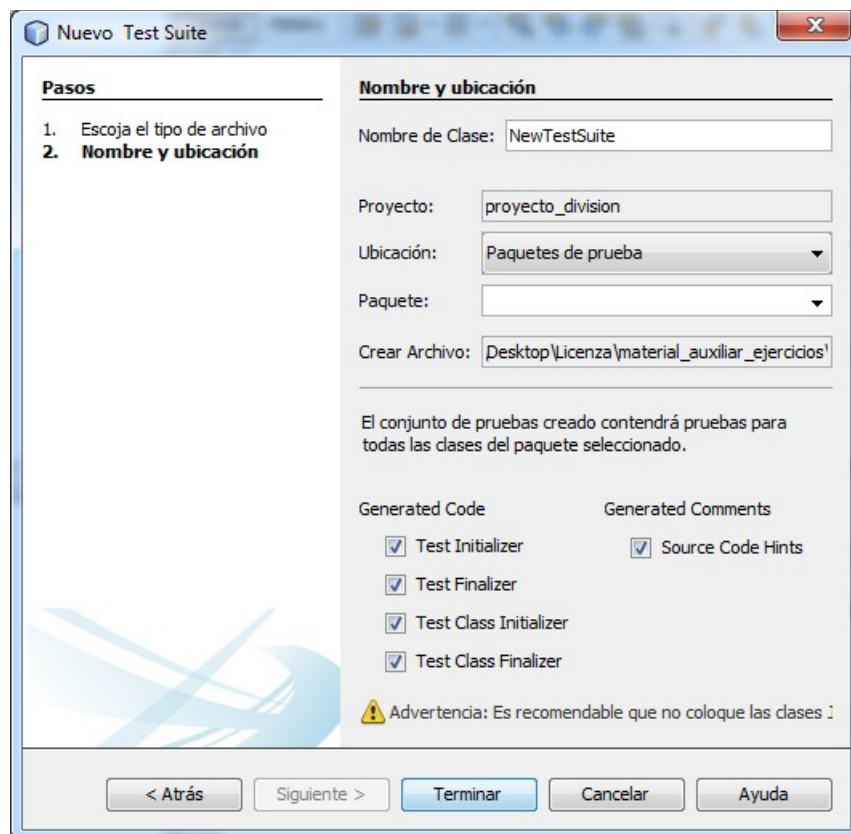 Nuevo Test Suite
Pasos
1. Escoja el tipo de archivo
2. Nombre y ubicación
Nombre y ubicación
Nombre de Clase: NewTestSuite
Proyecto: proyecto_division
Ubicación: Paquetes de prueba
Paquete:
Crear Archivo: Desktop\Licenza\material_auxiliar_ejercicios\
El conjunto de pruebas creado contendrá pruebas para
todas las clases del paquete seleccionado.
Generated Code Generated Comments
Test Initializer Source Code Hints
Test Finalizer
Test Class Initializer
Test Class Finalizer
Advertencia: Es recomendable que no coloque las clases
< Atrás Siguiente > Terminar Cancelar Ayuda